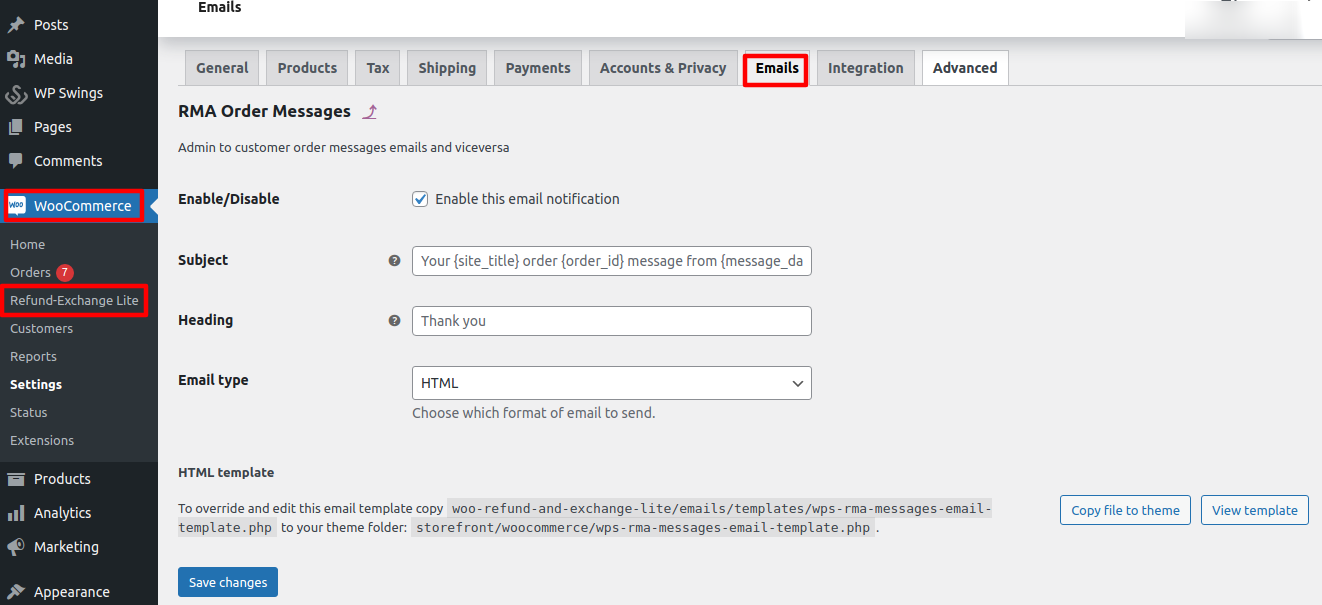 Emails
Posts
Media
WP Swings
Pages
Comments
WOO WooCommerce
Home
Orders 7
Refund-Exchange Lite
Customers
Reports
Settings
Status
Extensions
Products
Analytics
Marketing
Appearance
General Products Tax Shipping Payments Accounts & Privacy Emails Integration Advanced
RMA Order Messages
Admin to customer order messages emails and viceversa
Enable/Disable Enable this email notification
Subject ? Your {site_title} order {order_id} message from {message_da
Heading ? Thank you
Email type HTML
Choose which format of email to send.
HTML template
To override and edit this email template copy woo-refund-and-exchange-lite/emails/templates/wps-rma-messages-email-
template.php to your theme folder: storefront/woocommerce/wps-rma-messages-email-template.php .
Copy file to theme View template
Save changes